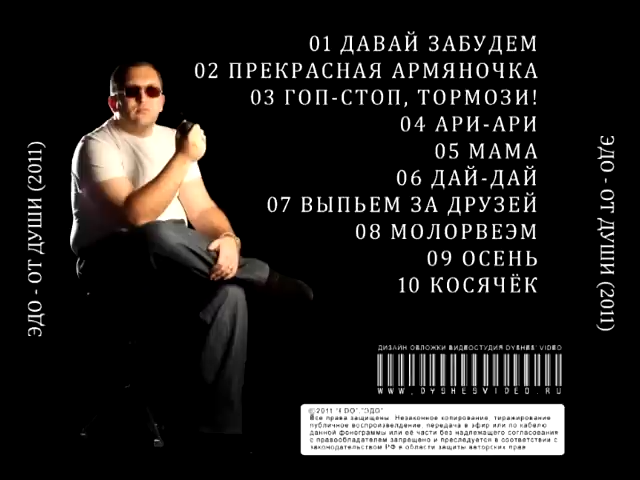 01 ДАВАЙ ЗАБУДЕМ
02 ПРЕКРАСНАЯ АРМЯНОЧКА
03 ГОП-СТОП, ТОРМОЗИ!
04 АРИ-АРИ
05 МАМА
06 ДАЙ-ДАЙ
07 ВЫПЬЕМ ЗА ДРУЗЕЙ
08 МОЛОРВЕЭМ
09 ОСЕНЬ
10 КОСЯЧЁК
ЭДО - ОТ ДУШИ (2011)
ЭДО - ОТ ДУШИ (2011)
ДИЗАЙН ОБЛОЖКИ ВИДЕОСТУДИЯ DYSHES' VIDEO
WWW.DYSHESVIDEO.RU
©2011 "EDO" "ЭДО"
Все права защищены. Незаконное копирование, тиражирование
публичное воспроизведение, передача в эфир или по кабелю
данной фонограммы или её части без надлежащего согласования
с правообладателем запрещено и преследуется в соответствии с
законодательством РФ в области защиты авторских прав